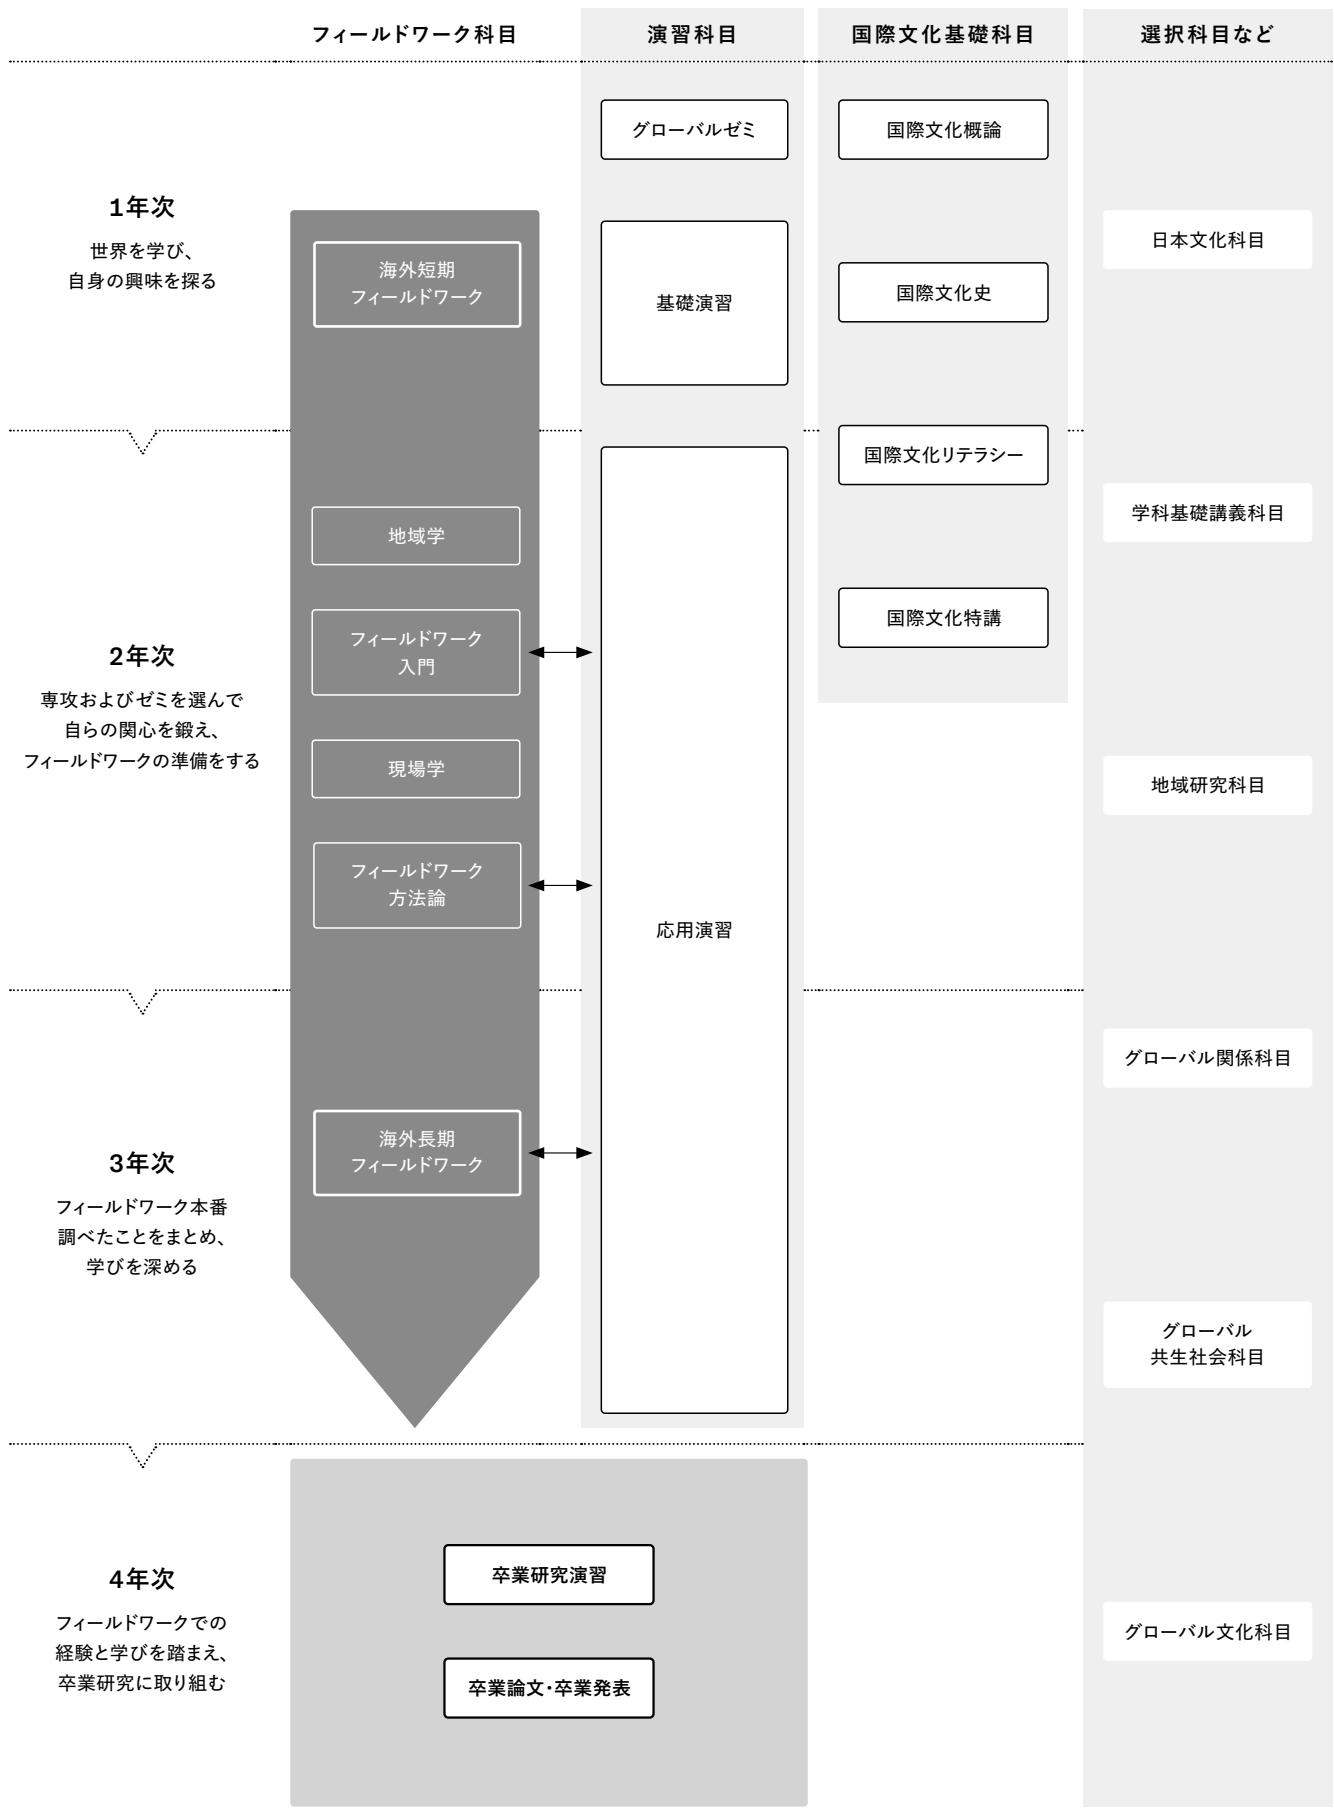 フィールドワーク科目
演習科目
国際文化基礎科目
選択科目など
1年次
世界を学び、
自身の興味を探る
海外短期
フィールドワーク
グローバルゼミ
基礎演習
国際文化概論
国際文化史
日本文化科目
2年次
専攻およびゼミを選んで
自らの関心を鍛え、
フィールドワークの準備をする
地域学
フィールドワーク
入門
現場学
フィールドワーク
方法論
応用演習
国際文化リテラシー
国際文化特講
学科基礎講義科目
地域研究科目
3年次
フィールドワーク本番
調べたことをまとめ、
学びを深める
海外長期
フィールドワーク
グローバル関係科目
グローバル
共生社会科目
4年次
フィールドワークでの
経験と学びを踏まえ、
卒業研究に取り組む
卒業研究演習
卒業論文・卒業発表
グローバル文化科目